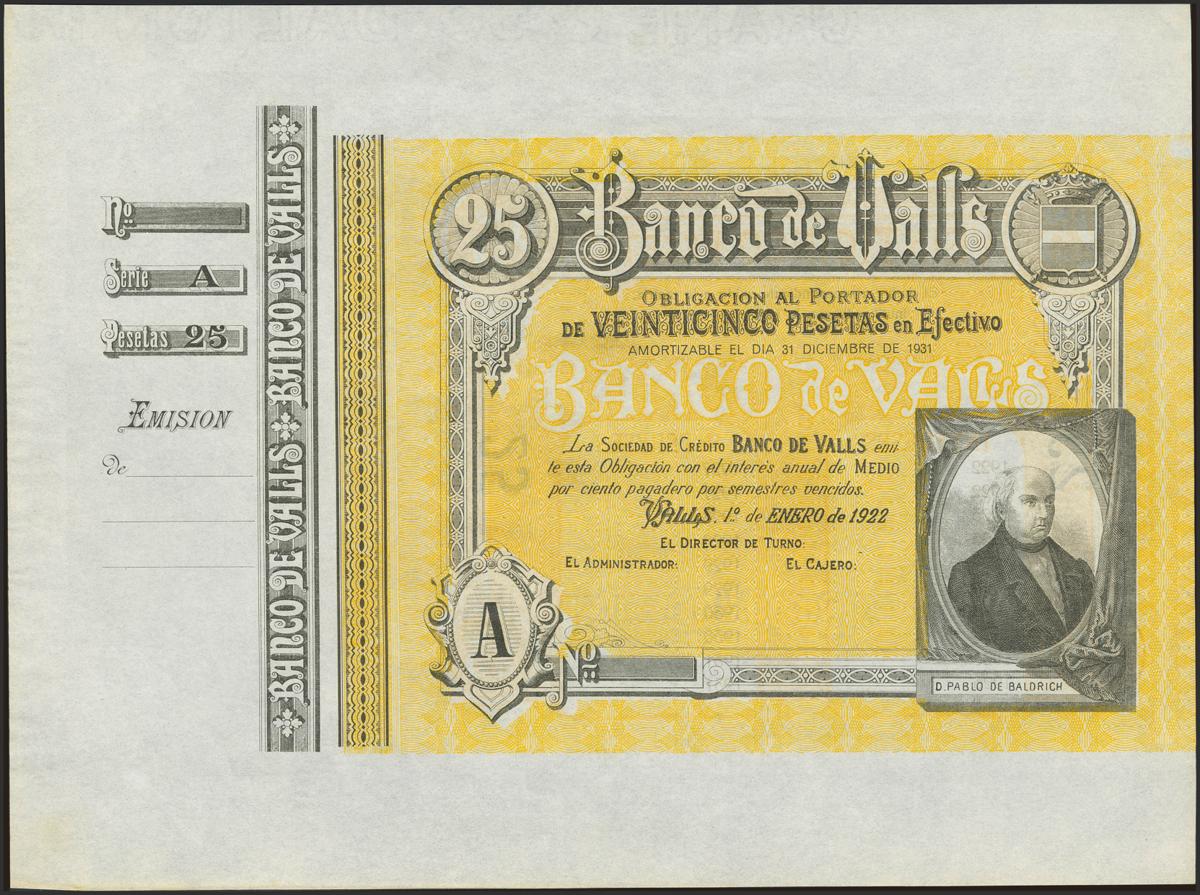 Nº
Serie A
Pesetas 25
EMISION
de
BANCO DE VALLS BANCO DE VALLS
25
Banco de Valls
OBLIGACION AL PORTADOR
DE VEINTICINCO PESETAS en Efectivo
AMORTIZABLE EL DIA 31 DICIEMBRE DE 1931
BANCO de VALLS
La SOCIEDAD DE CRÉDITO BANCO DE VALLS emi-
te esta Obligación con el interés anual de MEDIO
por ciento pagadero por semestres vencidos.
VALLS, 1º de ENERO de 1922
EL DIRECTOR DE TURNO:
EL ADMINISTRADOR: EL CAJERO:
A
Nº
D. PABLO DE BALDRICH